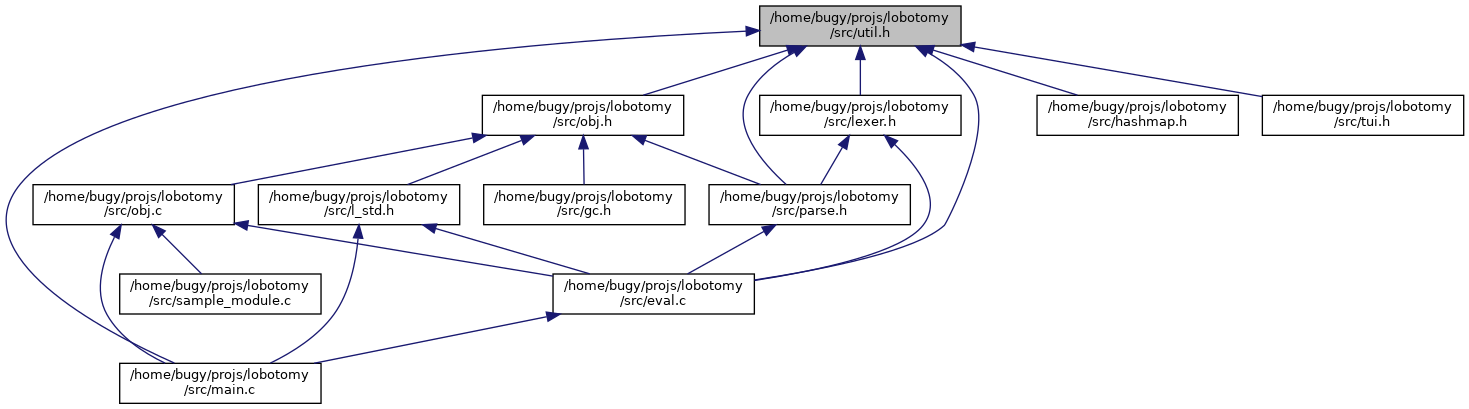 /home/bugy/projs/lobotomy
/src/util.h
/home/bugy/projs/lobotomy
/src/obj.h
/home/bugy/projs/lobotomy
/src/lexer.h
/home/bugy/projs/lobotomy
/src/hashmap.h
/home/bugy/projs/lobotomy
/src/tui.h
/home/bugy/projs/lobotomy
/src/obj.c
/home/bugy/projs/lobotomy
/src/l_std.h
/home/bugy/projs/lobotomy
/src/gc.h
/home/bugy/projs/lobotomy
/src/parse.h
/home/bugy/projs/lobotomy
/src/sample_module.c
/home/bugy/projs/lobotomy
/src/eval.c
/home/bugy/projs/lobotomy
/src/main.c